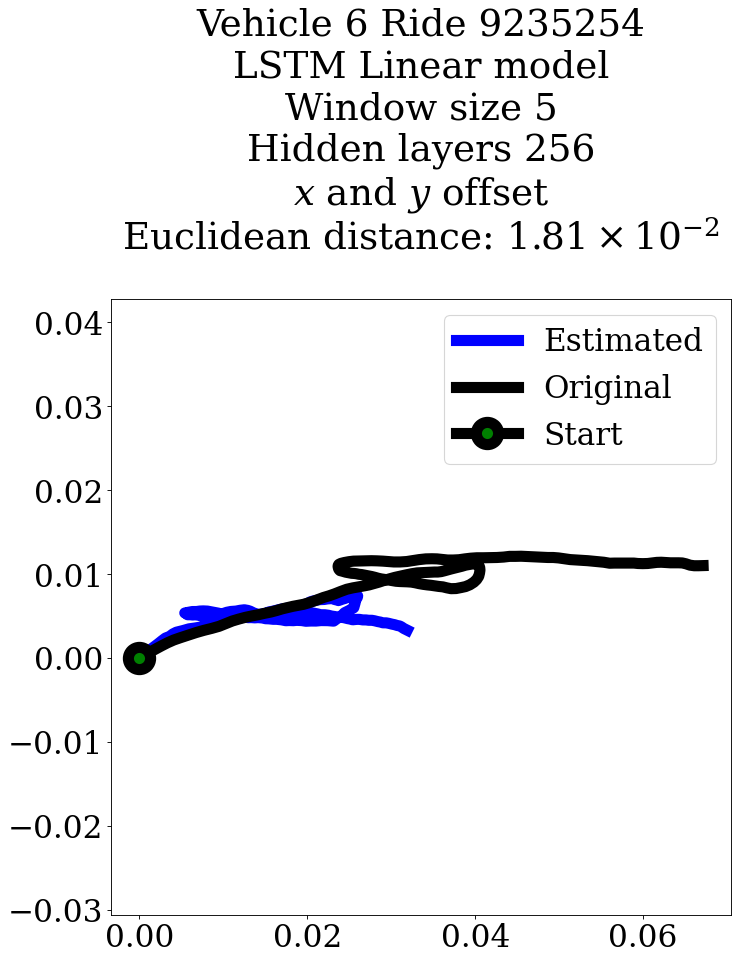 Vehicle 6 Ride 9235254
LSTM Linear model
Window size 5
Hidden layers 256
x and y offset
Euclidean distance: 1.81 × 10⁻²
Estimated
Original
Start
0.04
0.03
0.02
0.01
0.00
−0.01
−0.02
−0.03
0.00 0.02 0.04 0.06